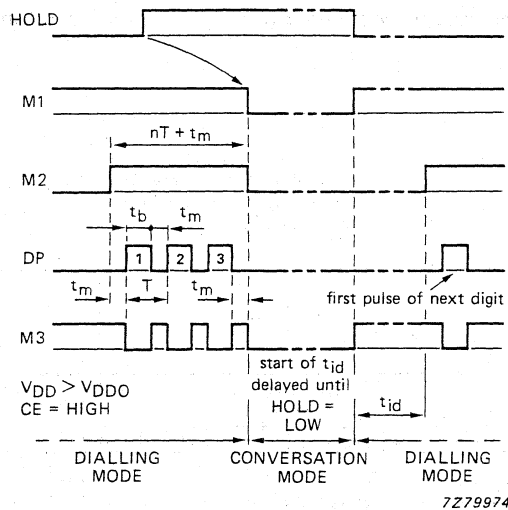 HOLD
M1
nT + tm
M2
tb
tm
DP
1
2
3
tm
T
tm
first pulse of next digit
M3
start of tid
delayed until
HOLD =
LOW
VDD > VDDO
CE = HIGH
tid
DIALLING
MODE
CONVERSATION
MODE
DIALLING
MODE
7Z79974